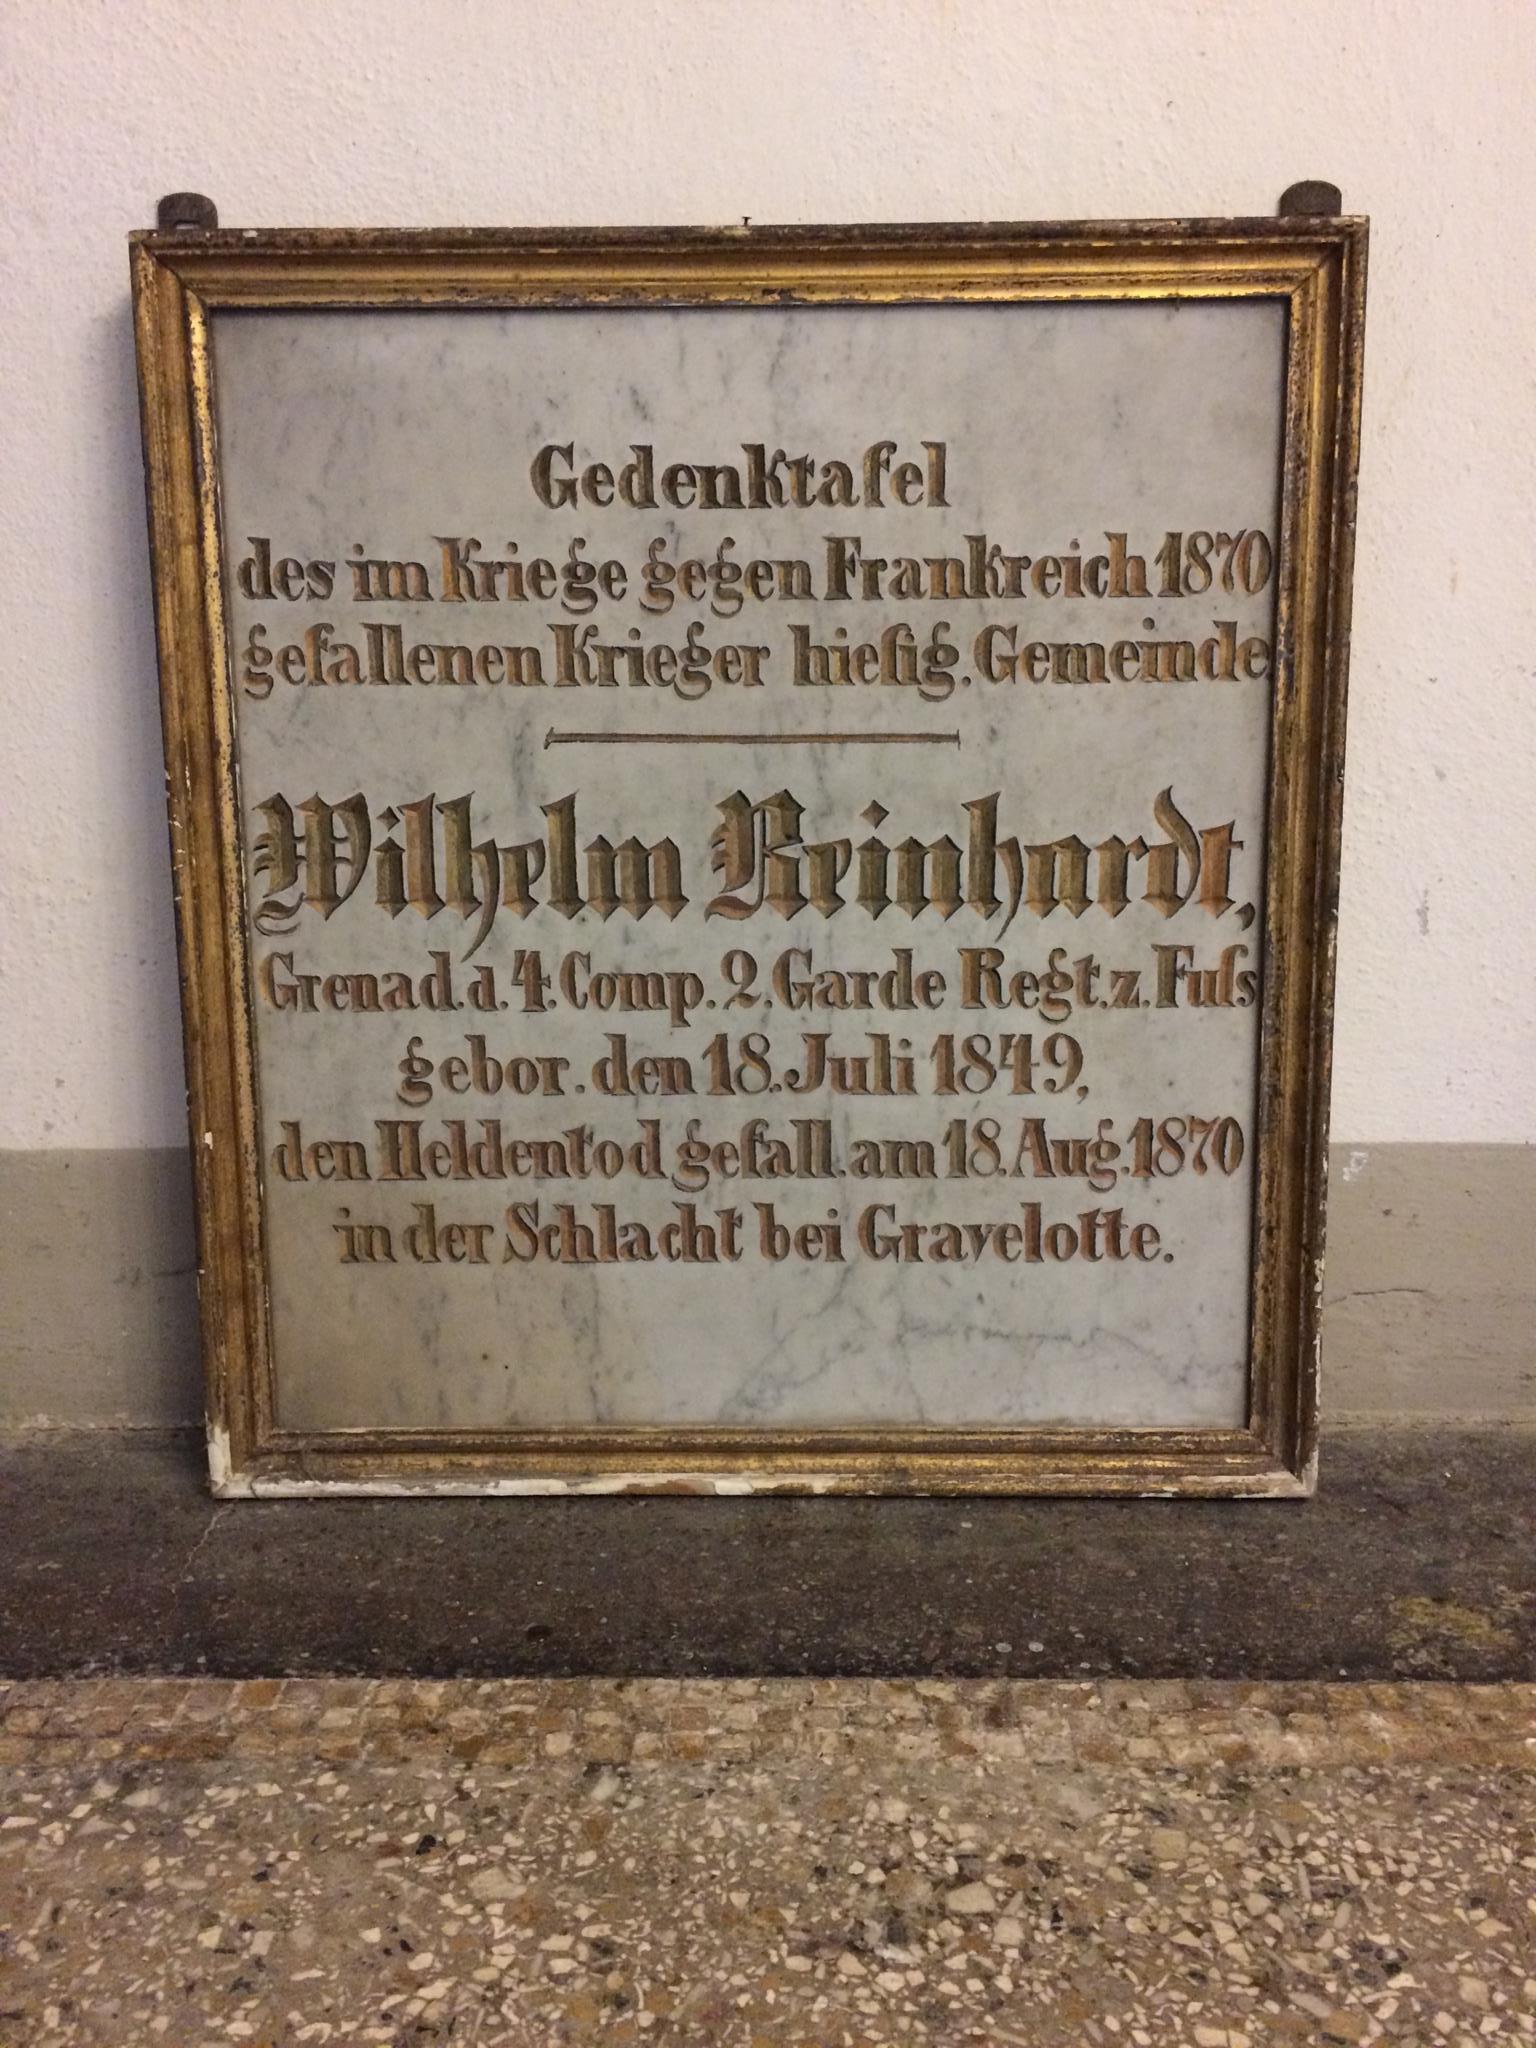 Gedenktafel
des im Kriege gegen Frankreich 1870
gefallenen Krieger hieſig. Gemeinde
Wilhelm Reinhardt,
Grenad. d. 4. Comp. 2. Garde Regt. z. Fuſs
gebor. den 18. Juli 1849,
den Heldentod gefall. am 18. Aug. 1870
in der Schlacht bei Gravelotte.